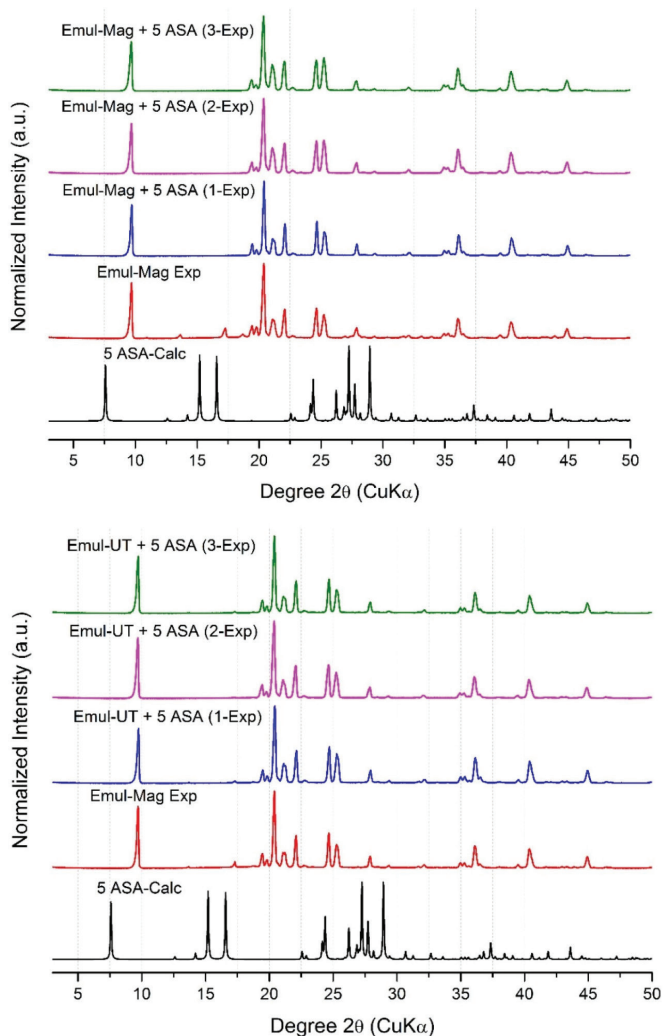 Emul-Mag + 5 ASA (3-Exp)
Emul-Mag + 5 ASA (2-Exp)
Emul-Mag + 5 ASA (1-Exp)
Emul-Mag Exp
5 ASA-Calc
Normalized Intensity (a.u.)
5 10 15 20 25 30 35 40 45 50
Degree 2θ (CuKα)
Emul-UT + 5 ASA (3-Exp)
Emul-UT + 5 ASA (2-Exp)
Emul-UT + 5 ASA (1-Exp)
Emul-Mag Exp
5 ASA-Calc
Normalized Intensity (a.u.)
5 10 15 20 25 30 35 40 45 50
Degree 2θ (CuKα)